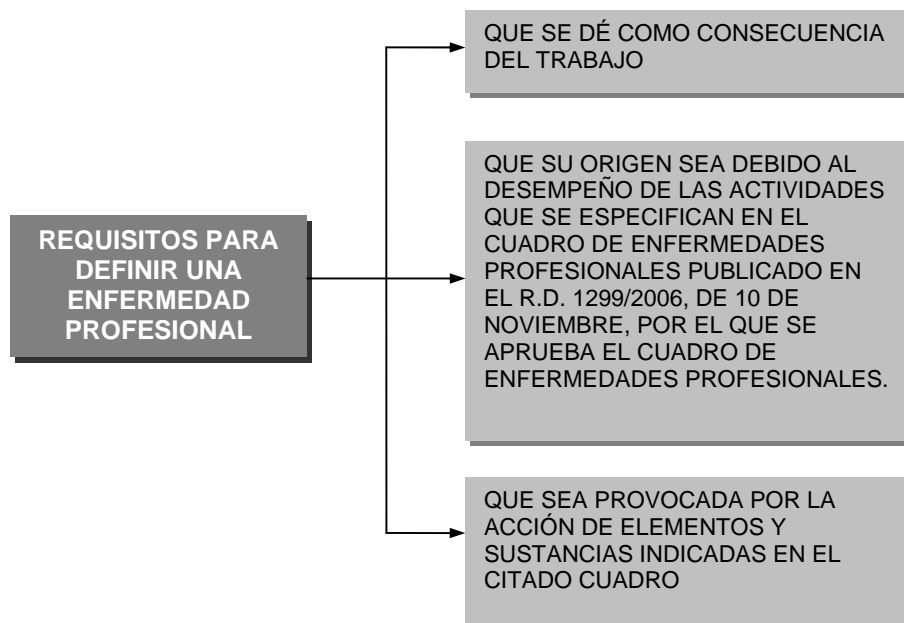 REQUISITOS PARA
DEFINIR UNA
ENFERMEDAD
PROFESIONAL
QUE SE DÉ COMO CONSECUENCIA
DEL TRABAJO
QUE SU ORIGEN SEA DEBIDO AL
DESEMPEÑO DE LAS ACTIVIDADES
QUE SE ESPECIFICAN EN EL
CUADRO DE ENFERMEDADES
PROFESIONALES PUBLICADO EN
EL R.D. 1299/2006, DE 10 DE
NOVIEMBRE, POR EL QUE SE
APRUEBA EL CUADRO DE
ENFERMEDADES PROFESIONALES.
QUE SEA PROVOCADA POR LA
ACCIÓN DE ELEMENTOS Y
SUSTANCIAS INDICADAS EN EL
CITADO CUADRO